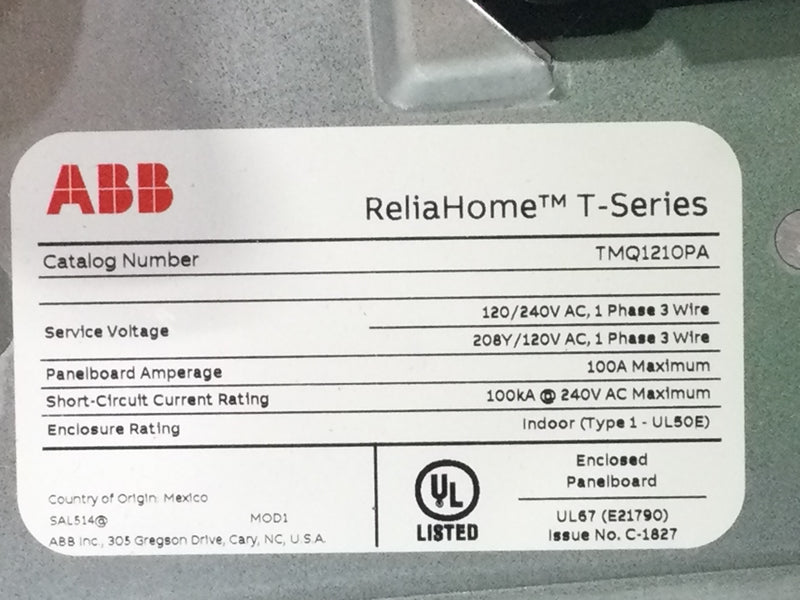 ABB
ReliaHome™ T-Series
Catalog Number TMQ1210PA
Service Voltage
120/240V AC, 1 Phase 3 Wire
208Y/120V AC, 1 Phase 3 Wire
Panelboard Amperage 100A Maximum
Short-Circuit Current Rating 100kA @ 240V AC Maximum
Enclosure Rating Indoor (Type 1 - UL50E)
Country of Origin: Mexico
SAL514@ MOD1
ABB Inc., 305 Gregson Drive, Cary, NC, U.S.A.
UL
LISTED
Enclosed
Panelboard
UL67 (E21790)
Issue No. C-1827